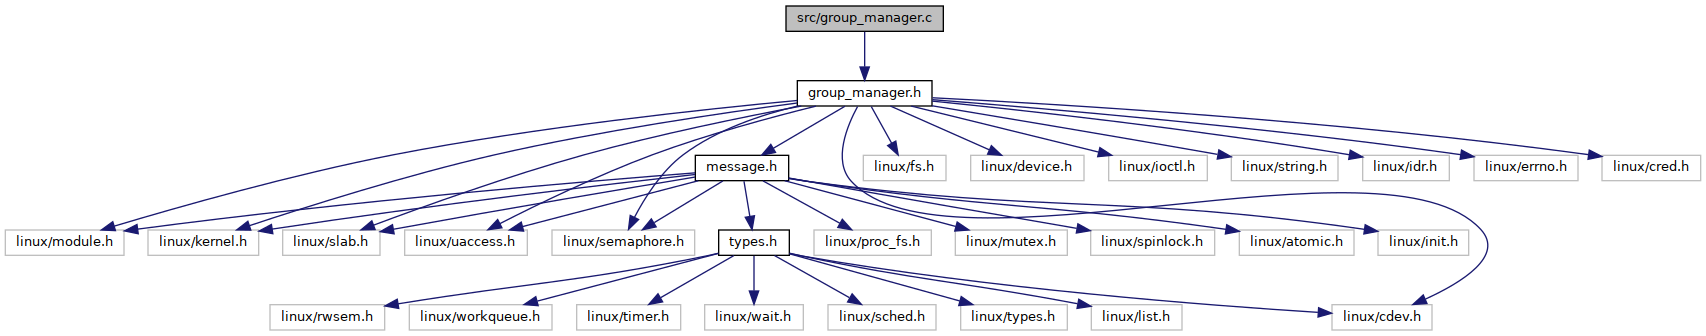 src/group_manager.c
group_manager.h
message.h
linux/fs.h
linux/device.h
linux/ioctl.h
linux/string.h
linux/idr.h
linux/errno.h
linux/cred.h
linux/module.h
linux/kernel.h
linux/slab.h
linux/uaccess.h
linux/semaphore.h
types.h
linux/proc_fs.h
linux/mutex.h
linux/spinlock.h
linux/atomic.h
linux/init.h
linux/rwsem.h
linux/workqueue.h
linux/timer.h
linux/wait.h
linux/sched.h
linux/types.h
linux/list.h
linux/cdev.h